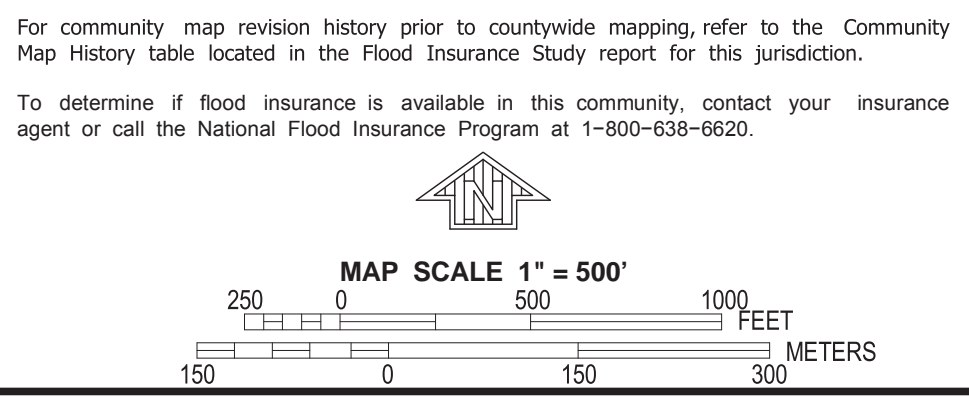 For community map revision history prior to countywide mapping, refer to the Community
Map History table located in the Flood Insurance Study report for this jurisdiction.
To determine if flood insurance is available in this community, contact your insurance
agent or call the National Flood Insurance Program at 1−800−638−6620.
N
MAP SCALE 1" = 500’
250 0 500 1000
FEET
METERS
150 0 150 300